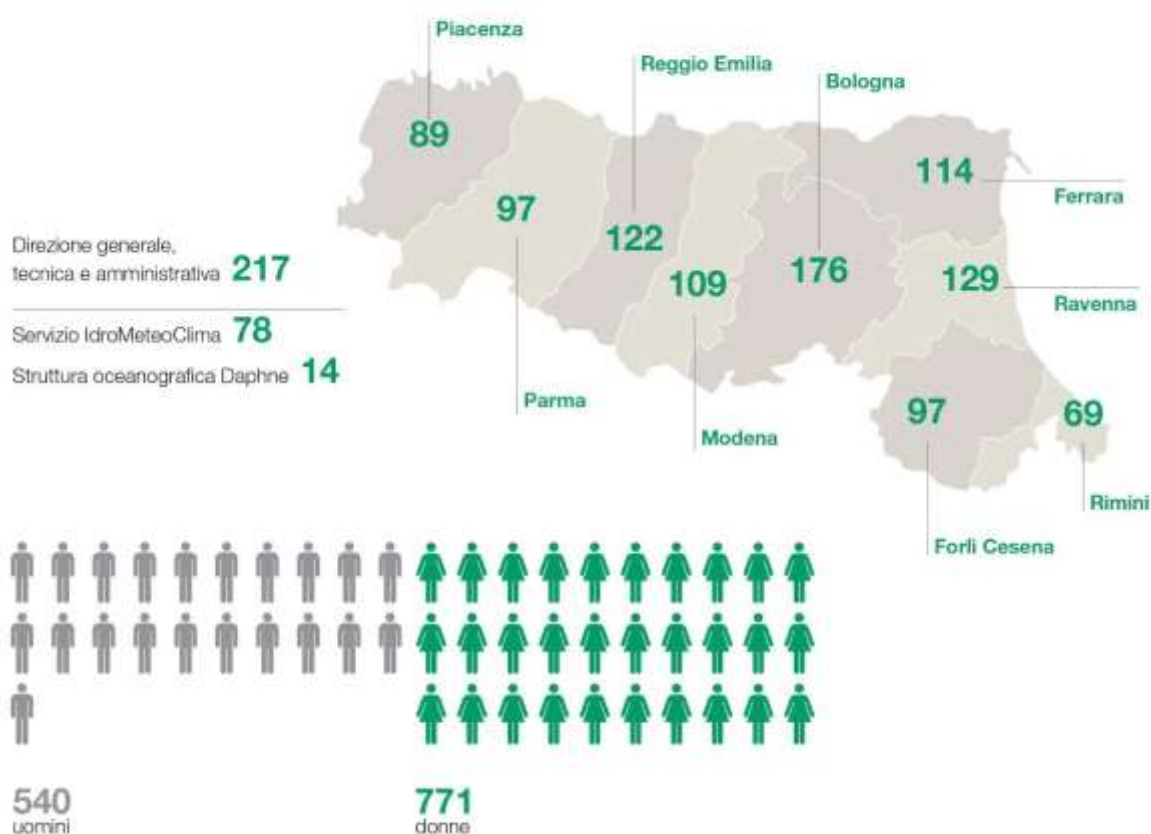 Piacenza
Reggio Emilia
Bologna
89
114
Ferrara
97
122
109
176
129
Ravenna
Direzione generale,
tecnica e amministrativa 217
Servizio IdroMeteoClima 78
Struttura oceanografica Daphne 14
Parma
Modena
97
69
Rimini
Forlì Cesena
540
uomini
771
donne